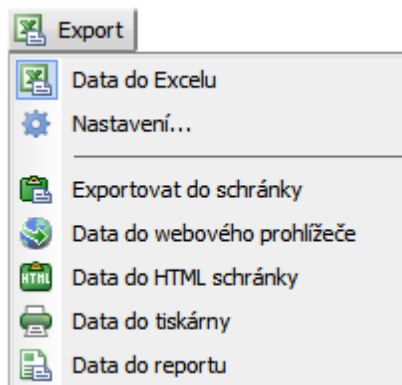 Export
Data do Excelu
Nastavení...
Exportovat do schránky
Data do webového prohlížeče
HTML
Data do HTML schránky
Data do tiskárny
Data do reportu